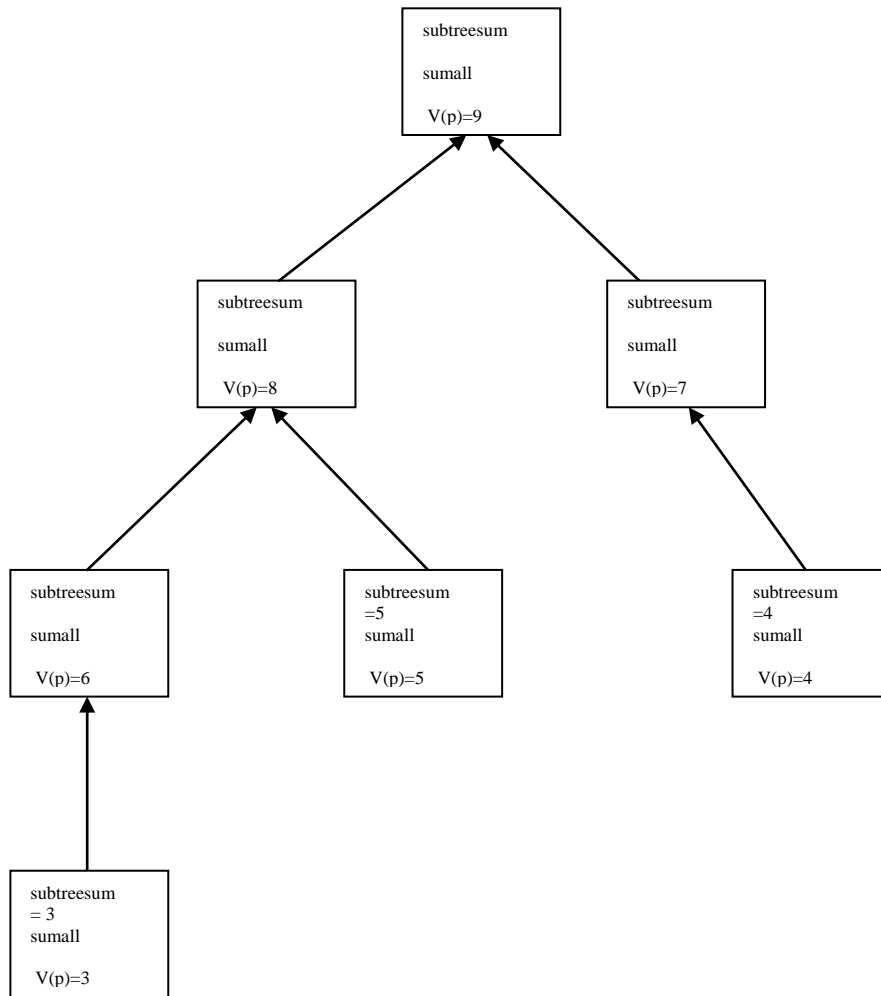 subtreesum
sumall
V(p)=9
subtreesum
sumall
V(p)=8
subtreesum
sumall
V(p)=7
subtreesum
sumall
V(p)=6
subtreesum
=5
sumall
V(p)=5
subtreesum
=4
sumall
V(p)=4
subtreesum
= 3
sumall
V(p)=3